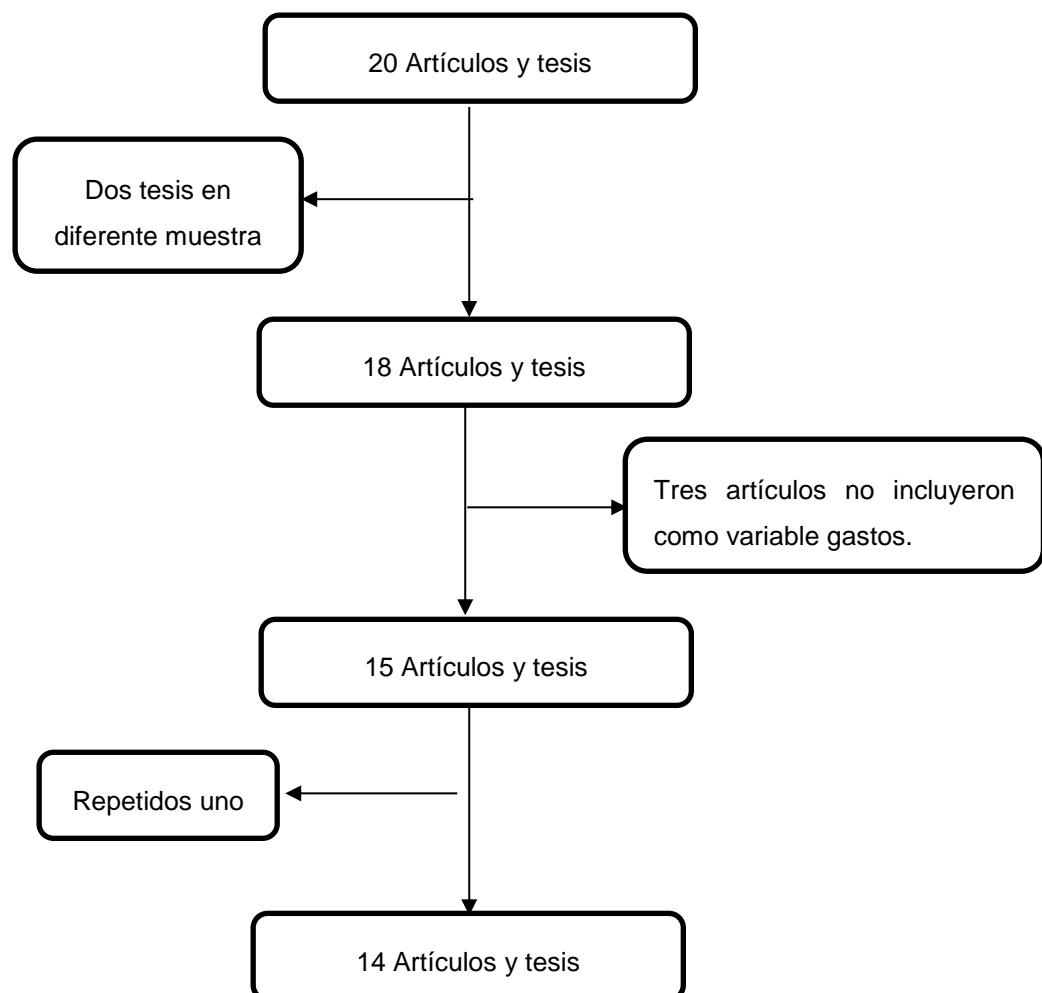 20 Artículos y tesis
Dos tesis en
diferente muestra
18 Artículos y tesis
Tres artículos no incluyeron
como variable gastos.
15 Artículos y tesis
Repetidos uno
14 Artículos y tesis